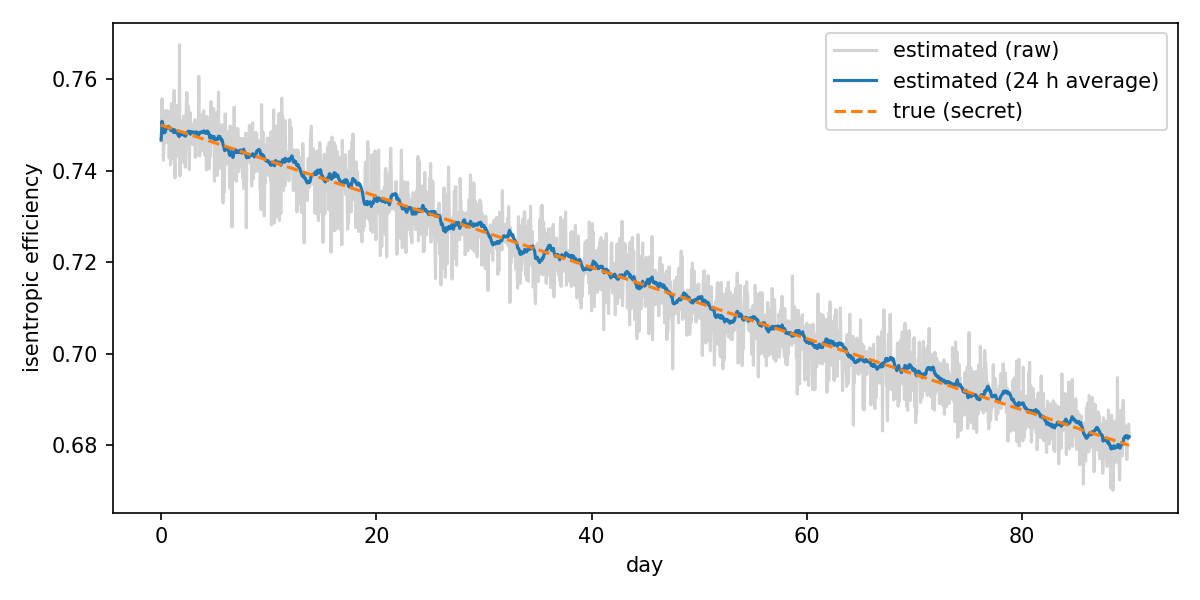 estimated (raw)
estimated (24 h average)
true (secret)
0.76
0.74
0.72
0.70
0.68
isentropic efficiency
0
20
40
60
80
day